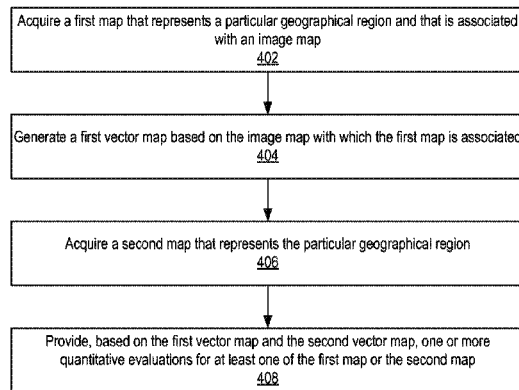 Acquire a first map that represents a particular geographical region and that is associated
with an image map
402
Generate a first vector map based on the image map with which the first map is associated
404
Acquire a second map that represents the particular geographical region
406
Provide, based on the first vector map and the second vector map, one or more
quantitative evaluations for at least one of the first map or the second map
408